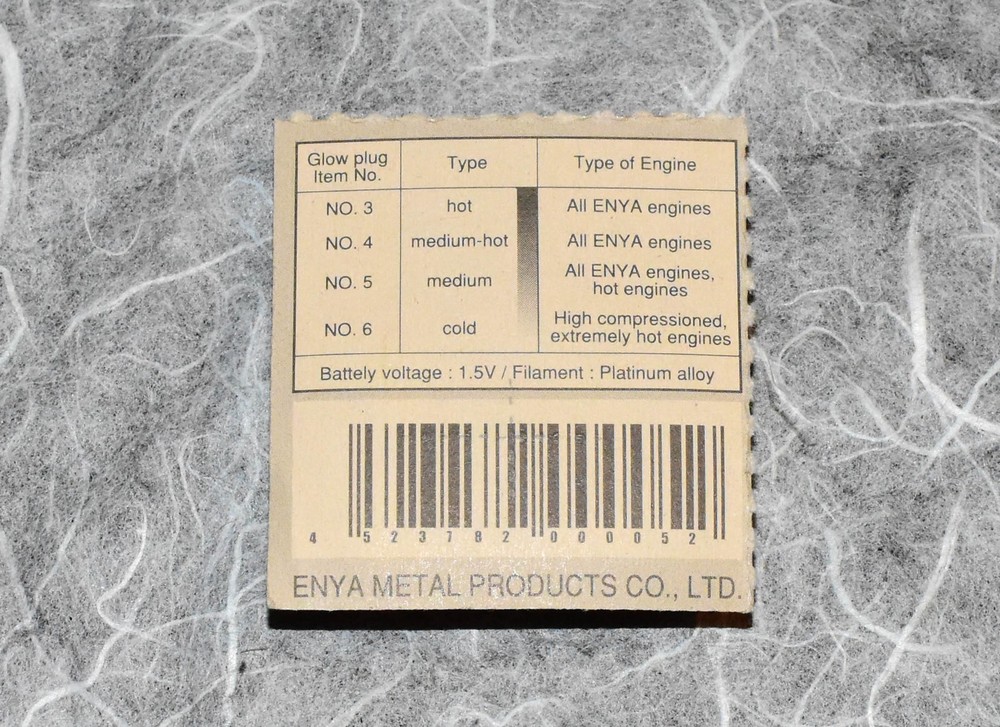 Glow plug Item No. Type Type of Engine
NO. 3 hot All ENYA engines
NO. 4 medium-hot All ENYA engines
NO. 5 medium All ENYA engines,
hot engines
NO. 6 cold High compressioned,
extremely hot engines
Battely voltage : 1.5V / Filament : Platinum alloy
4 523782 000052
ENYA METAL PRODUCTS CO., LTD.